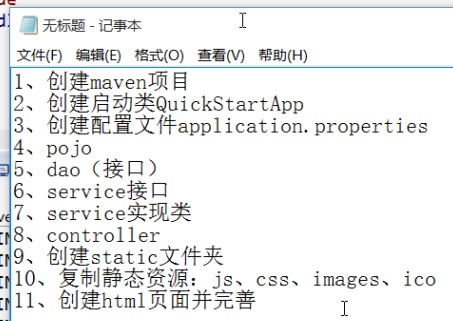 无标题 - 记事本
文件(F) 编辑(E) 格式(O) 查看(V) 帮助(H)
1、创建maven项目
2、创建启动类QuickStartApp
3、创建配置文件application.properties
4、pojo
5、dao（接口）
6、service接口
7、service实现类
8、controller
9、创建static文件夹
10、复制静态资源：js、css、images、ico
11、创建html页面并完善